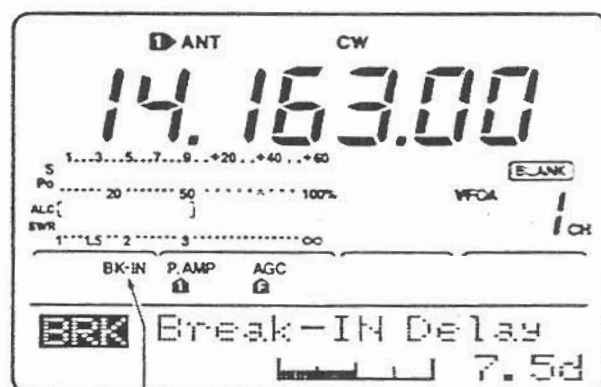 1 ANT CW
14.163.00
S 1...3...5...7...9...+20...+40...+60
Po 20 50 100%
BLANK
VFOA
1 CH
ALC
SWR 1 1.5 2 3 ∞
BK-IN P.AMP AGC
1 F
BRK Break-IN Delay
7.5d